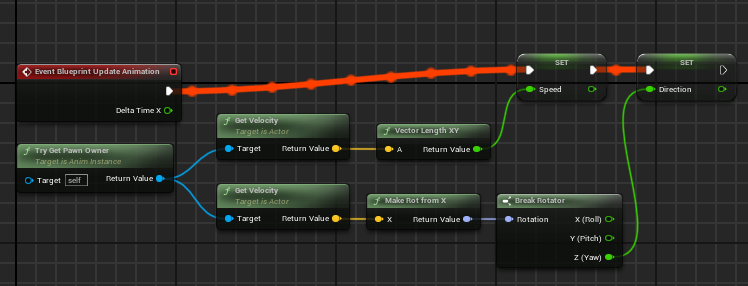 Event Blueprint Update Animation
Delta Time X
SET
Speed
SET
Direction
Get Velocity
Target is Actor
Target
Return Value
Vector Length XY
A
Return Value
Try Get Pawn Owner
Target is Anim Instance
Target
self
Return Value
Get Velocity
Target is Actor
Target
Return Value
Make Rot from X
X
Return Value
Break Rotator
Rotation
X (Roll)
Y (Pitch)
Z (Yaw)